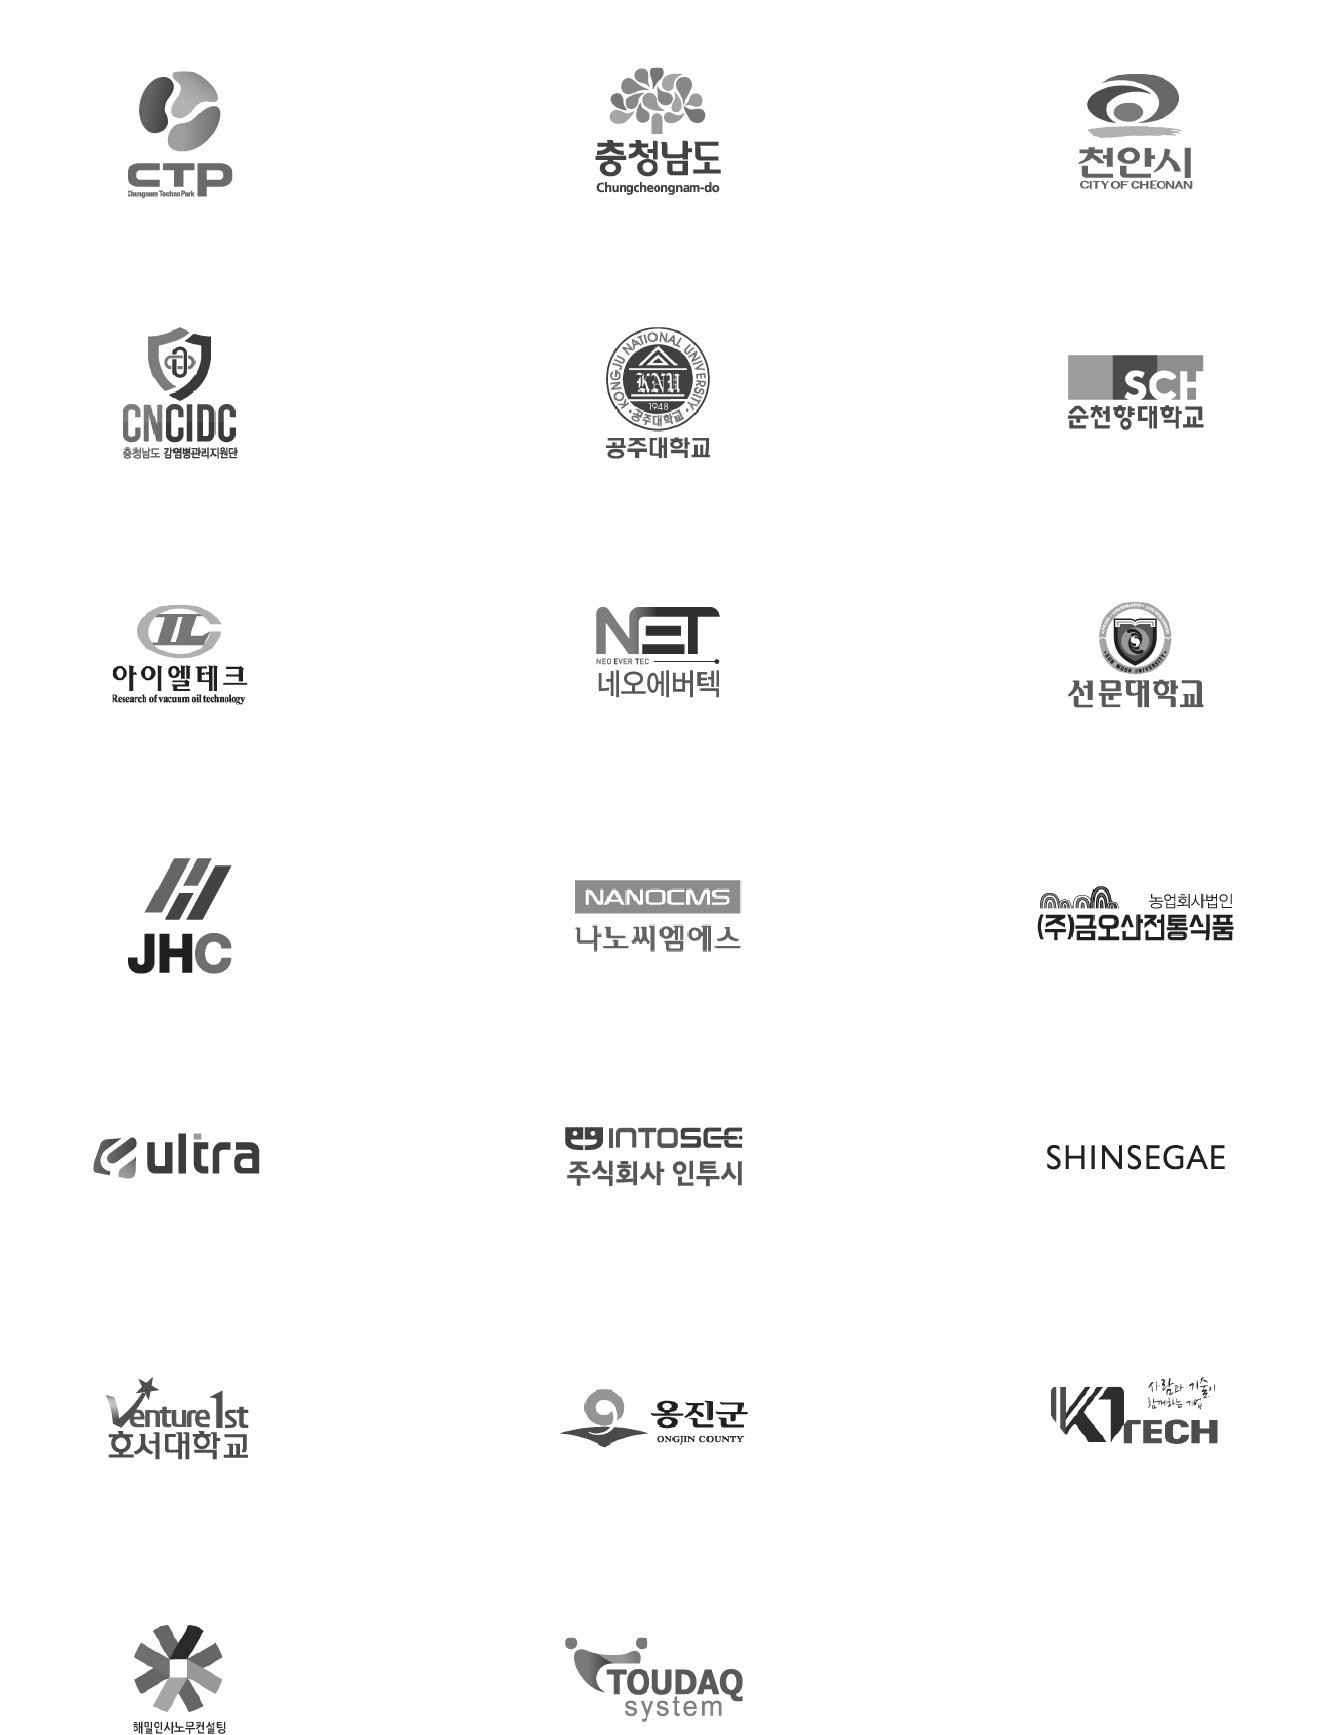 CTP
Chungnam Techno Park
충청남도
Chungcheongnam-do
천안시
CITY OF CHEONAN
CNCIDC
충청남도 감염병관리지원단
KONGJU NATIONAL UNIVERSITY
KNU
1948
공주대학교
공주대학교
SCH
순천향대학교
IL
아이엘테크
Research of vacuum oil technology
NET
NEO EVER TEC
네오에버텍
SUN MOON UNIVERSITY
선문대학교
JHC
NANOCMS
나노씨엠에스
농업회사법인
(주)금오산전통식품
ultra
INTOSEE
주식회사 인투시
SHINSEGAE
Venture 1st
호서대학교
옹진군
ONGJIN COUNTY
사람과 기술이
함께하는 기업
K1 TECH
해밀인사노무컨설팅
TOUDAQ
system